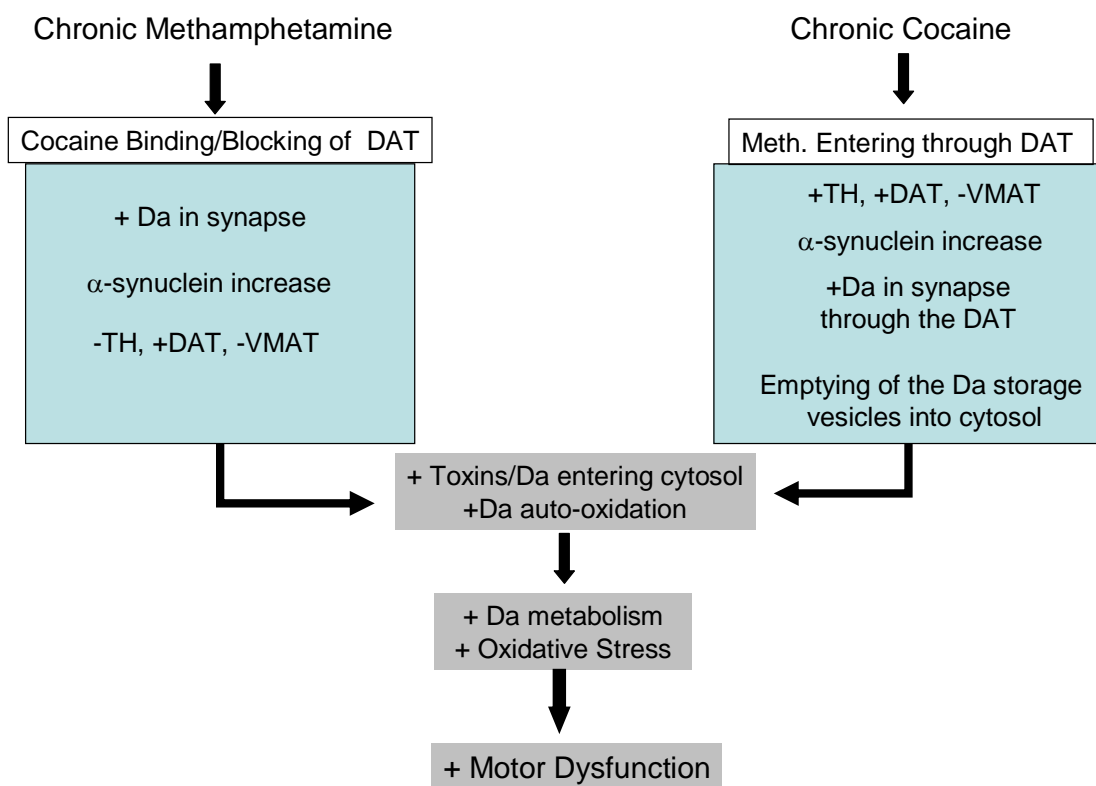 Chronic Methamphetamine
Cocaine Binding/Blocking of DAT
+ Da in synapse
α-synuclein increase
-TH, +DAT, -VMAT
Chronic Cocaine
Meth. Entering through DAT
+TH, +DAT, -VMAT
α-synuclein increase
+Da in synapse
through the DAT
Emptying of the Da storage
vesicles into cytosol
+ Toxins/Da entering cytosol
+Da auto-oxidation
+ Da metabolism
+ Oxidative Stress
+ Motor Dysfunction